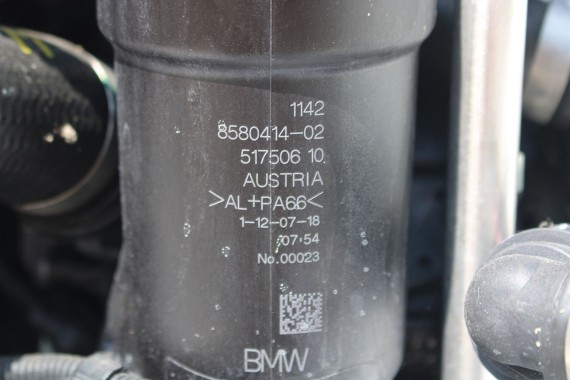 1142
8580414-02
517506 10
AUSTRIA
>AL+PA66<
1-12-07-18
07:54
No.00023
BMW